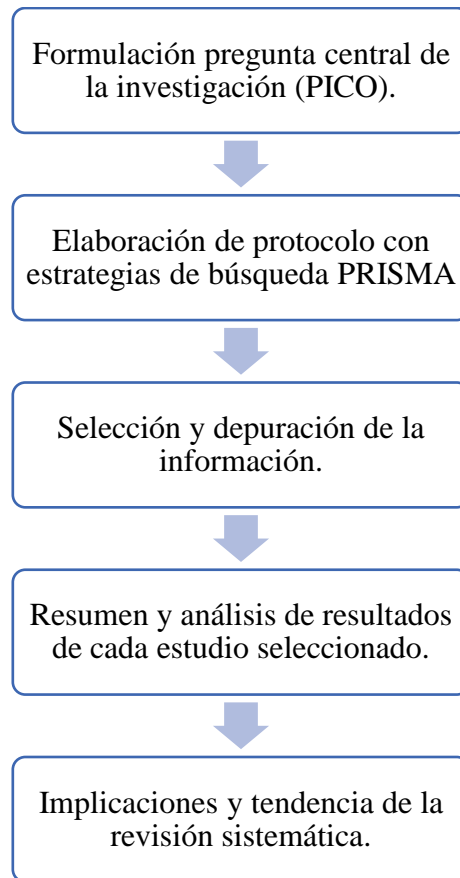 Formulación pregunta central de
la investigación (PICO).
Elaboración de protocolo con
estrategias de búsqueda PRISMA
Selección y depuración de la
información.
Resumen y análisis de resultados
de cada estudio seleccionado.
Implicaciones y tendencia de la
revisión sistemática.